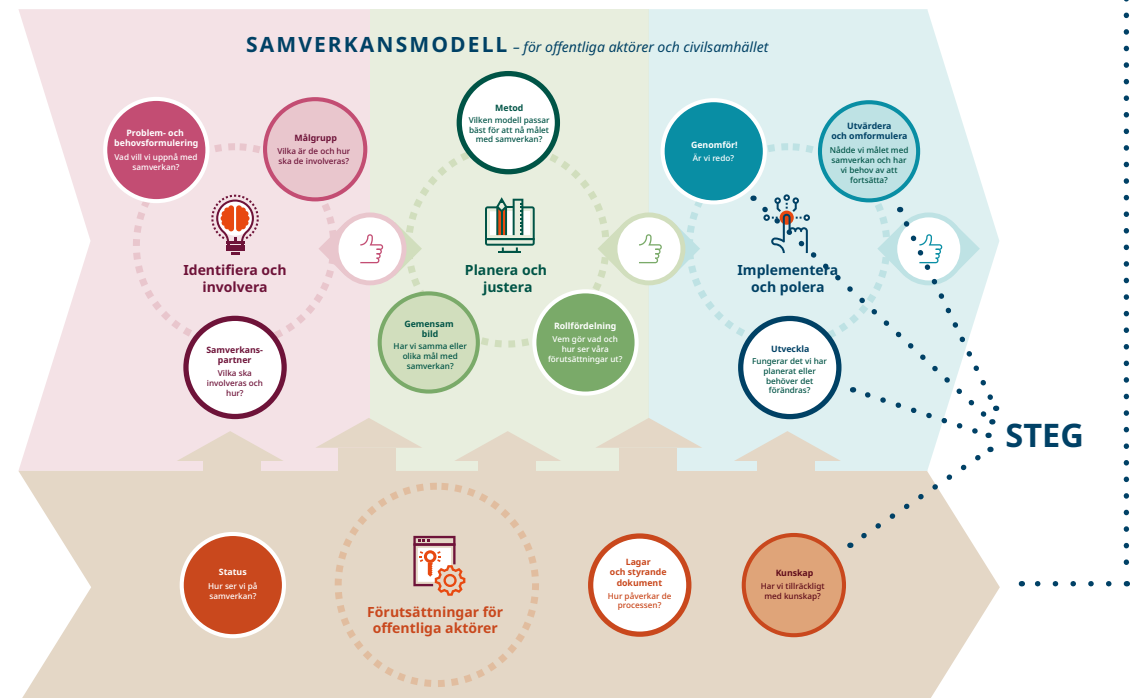 SAMVERKANSMODELL – för offentliga aktörer och civilsamhället
Problem- och
behovsformulering
Vad vill vi uppnå med
samverkan?
Målgrupp
Vilka är de och hur
ska de involveras?
Identifiera och
involvera
Samverkans-
partner
Vilka ska
involveras och
hur?
Metod
Vilken modell passar
bäst för att nå målet
med samverkan?
Planera och
justera
Gemensam
bild
Har vi samma eller
olika mål med
samverkan?
Rollfördelning
Vem gör vad och
hur ser våra
förutsättningar ut?
Genomför!
Är vi redo?
Utvärdera
och omformulera
Nådde vi målet med
samverkan och har
vi behov av att
fortsätta?
Implementera
och polera
Utveckla
Fungerar det vi har
planerat eller
behöver det
förändras?
STEG
Status
Hur ser vi på
samverkan?
Förutsättningar för
offentliga aktörer
Lagar
och styrande
dokument
Hur påverkar de
processen?
Kunskap
Har vi tillräckligt
med kunskap?